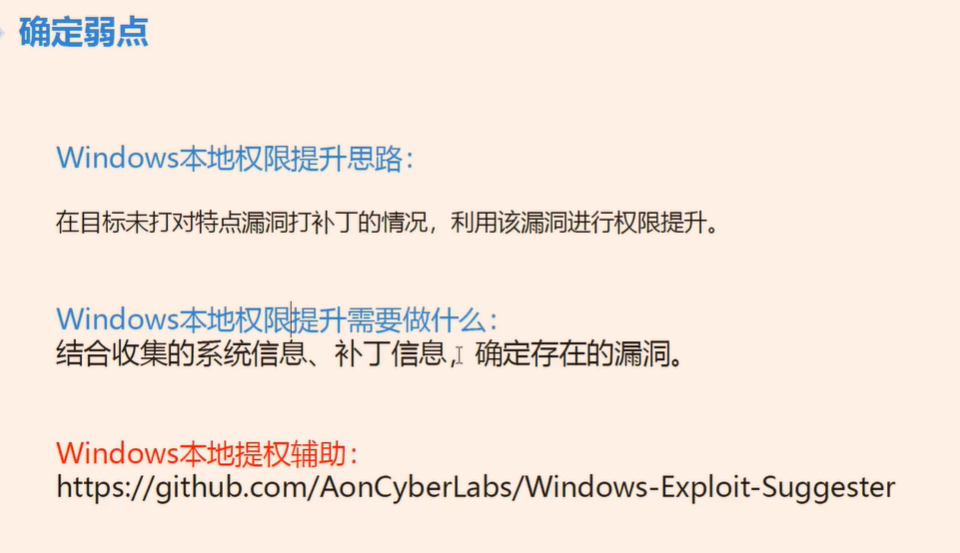 确定弱点
Windows本地权限提升思路：
在目标未打对特点漏洞打补丁的情况，利用该漏洞进行权限提升。
Windows本地权限提升需要做什么：
结合收集的系统信息、补丁信息，确定存在的漏洞。
Windows本地提权辅助：
https://github.com/AonCyberLabs/Windows-Exploit-Suggester